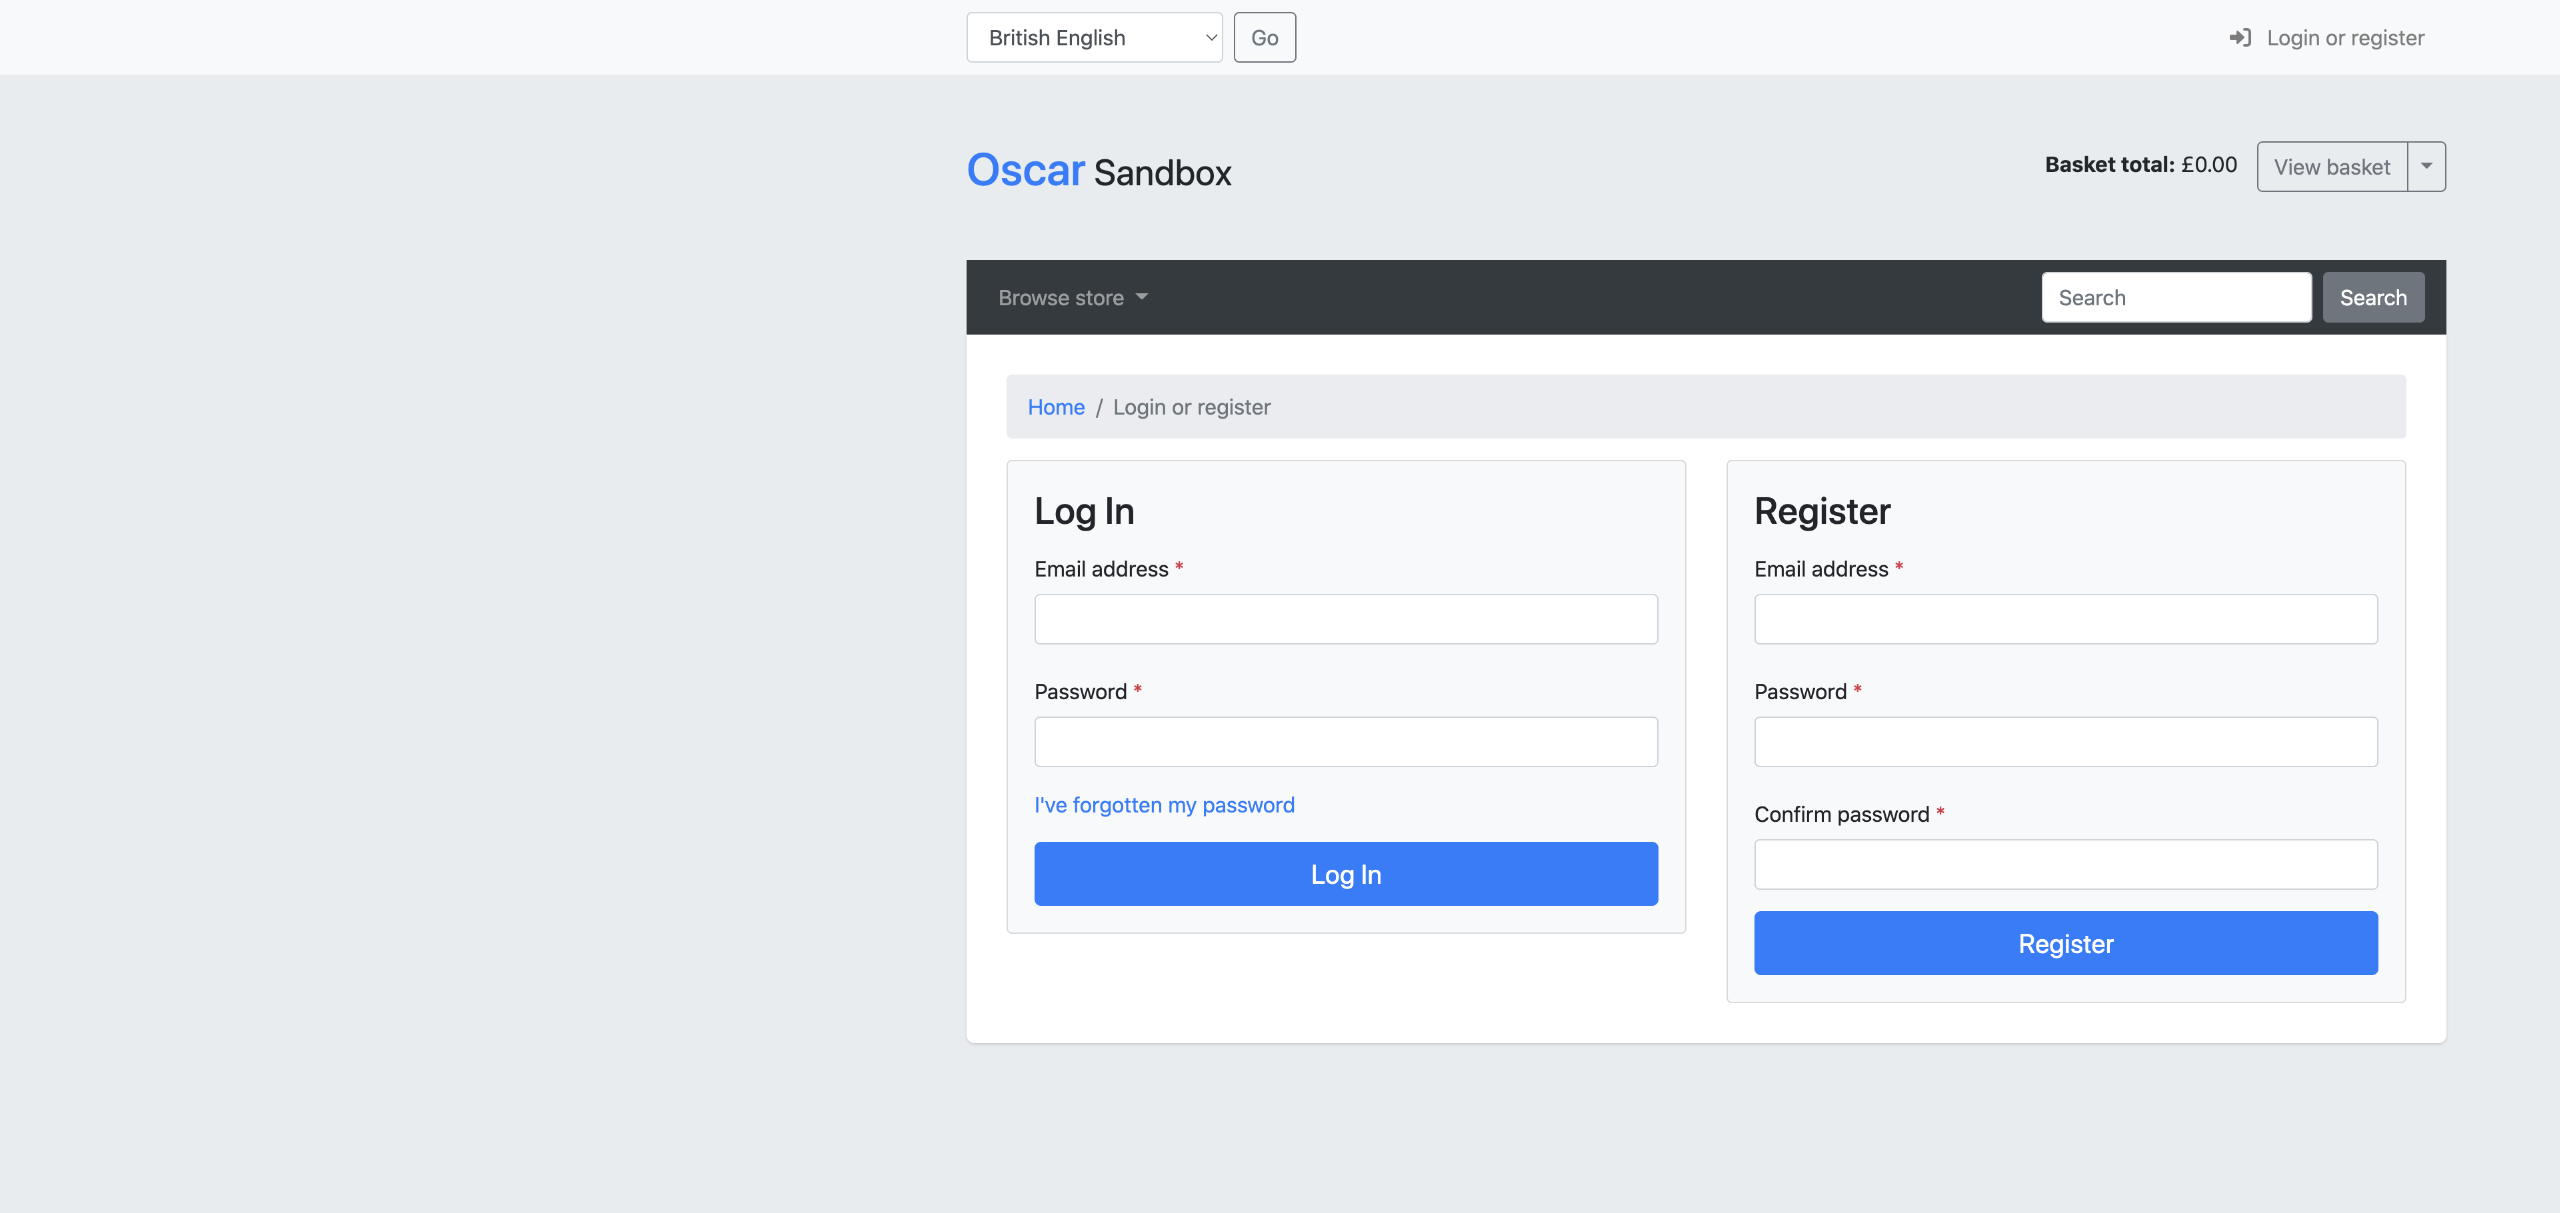 British English
Go
Login or register
Oscar Sandbox
Basket total: £0.00
View basket
Browse store
Search
Search
Home / Login or register
Log In
Email address *
Password *
I've forgotten my password
Log In
Register
Email address *
Password *
Confirm password *
Register